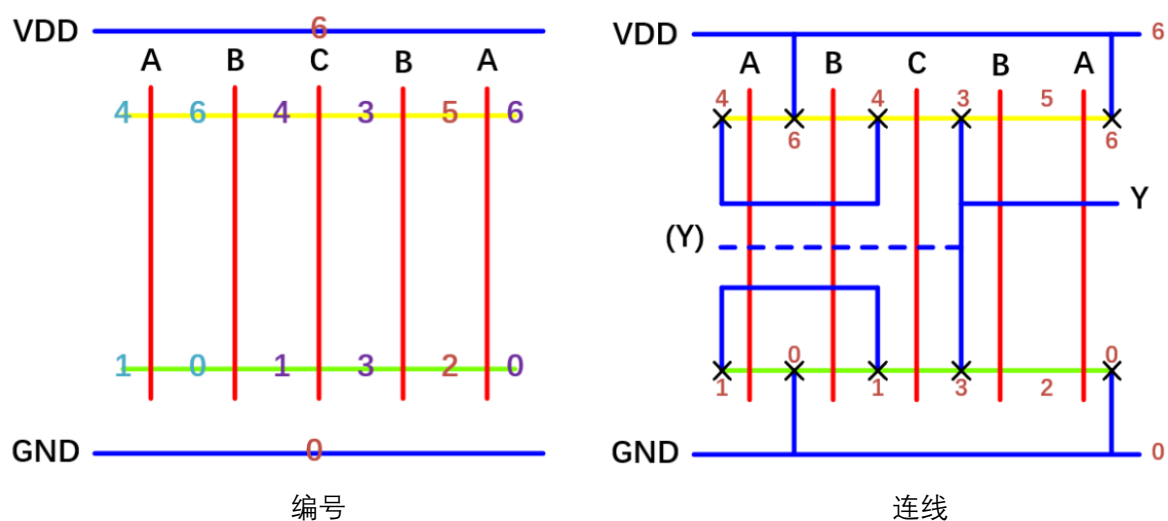 VDD 6
A B C B A
4 6 4 3 5 6
1 0 1 3 2 0
GND 0
编号
VDD 6
A B C B A
4 4 3 5
6 6
Y
(Y)
0 0
1 1 3 2
GND 0
连线